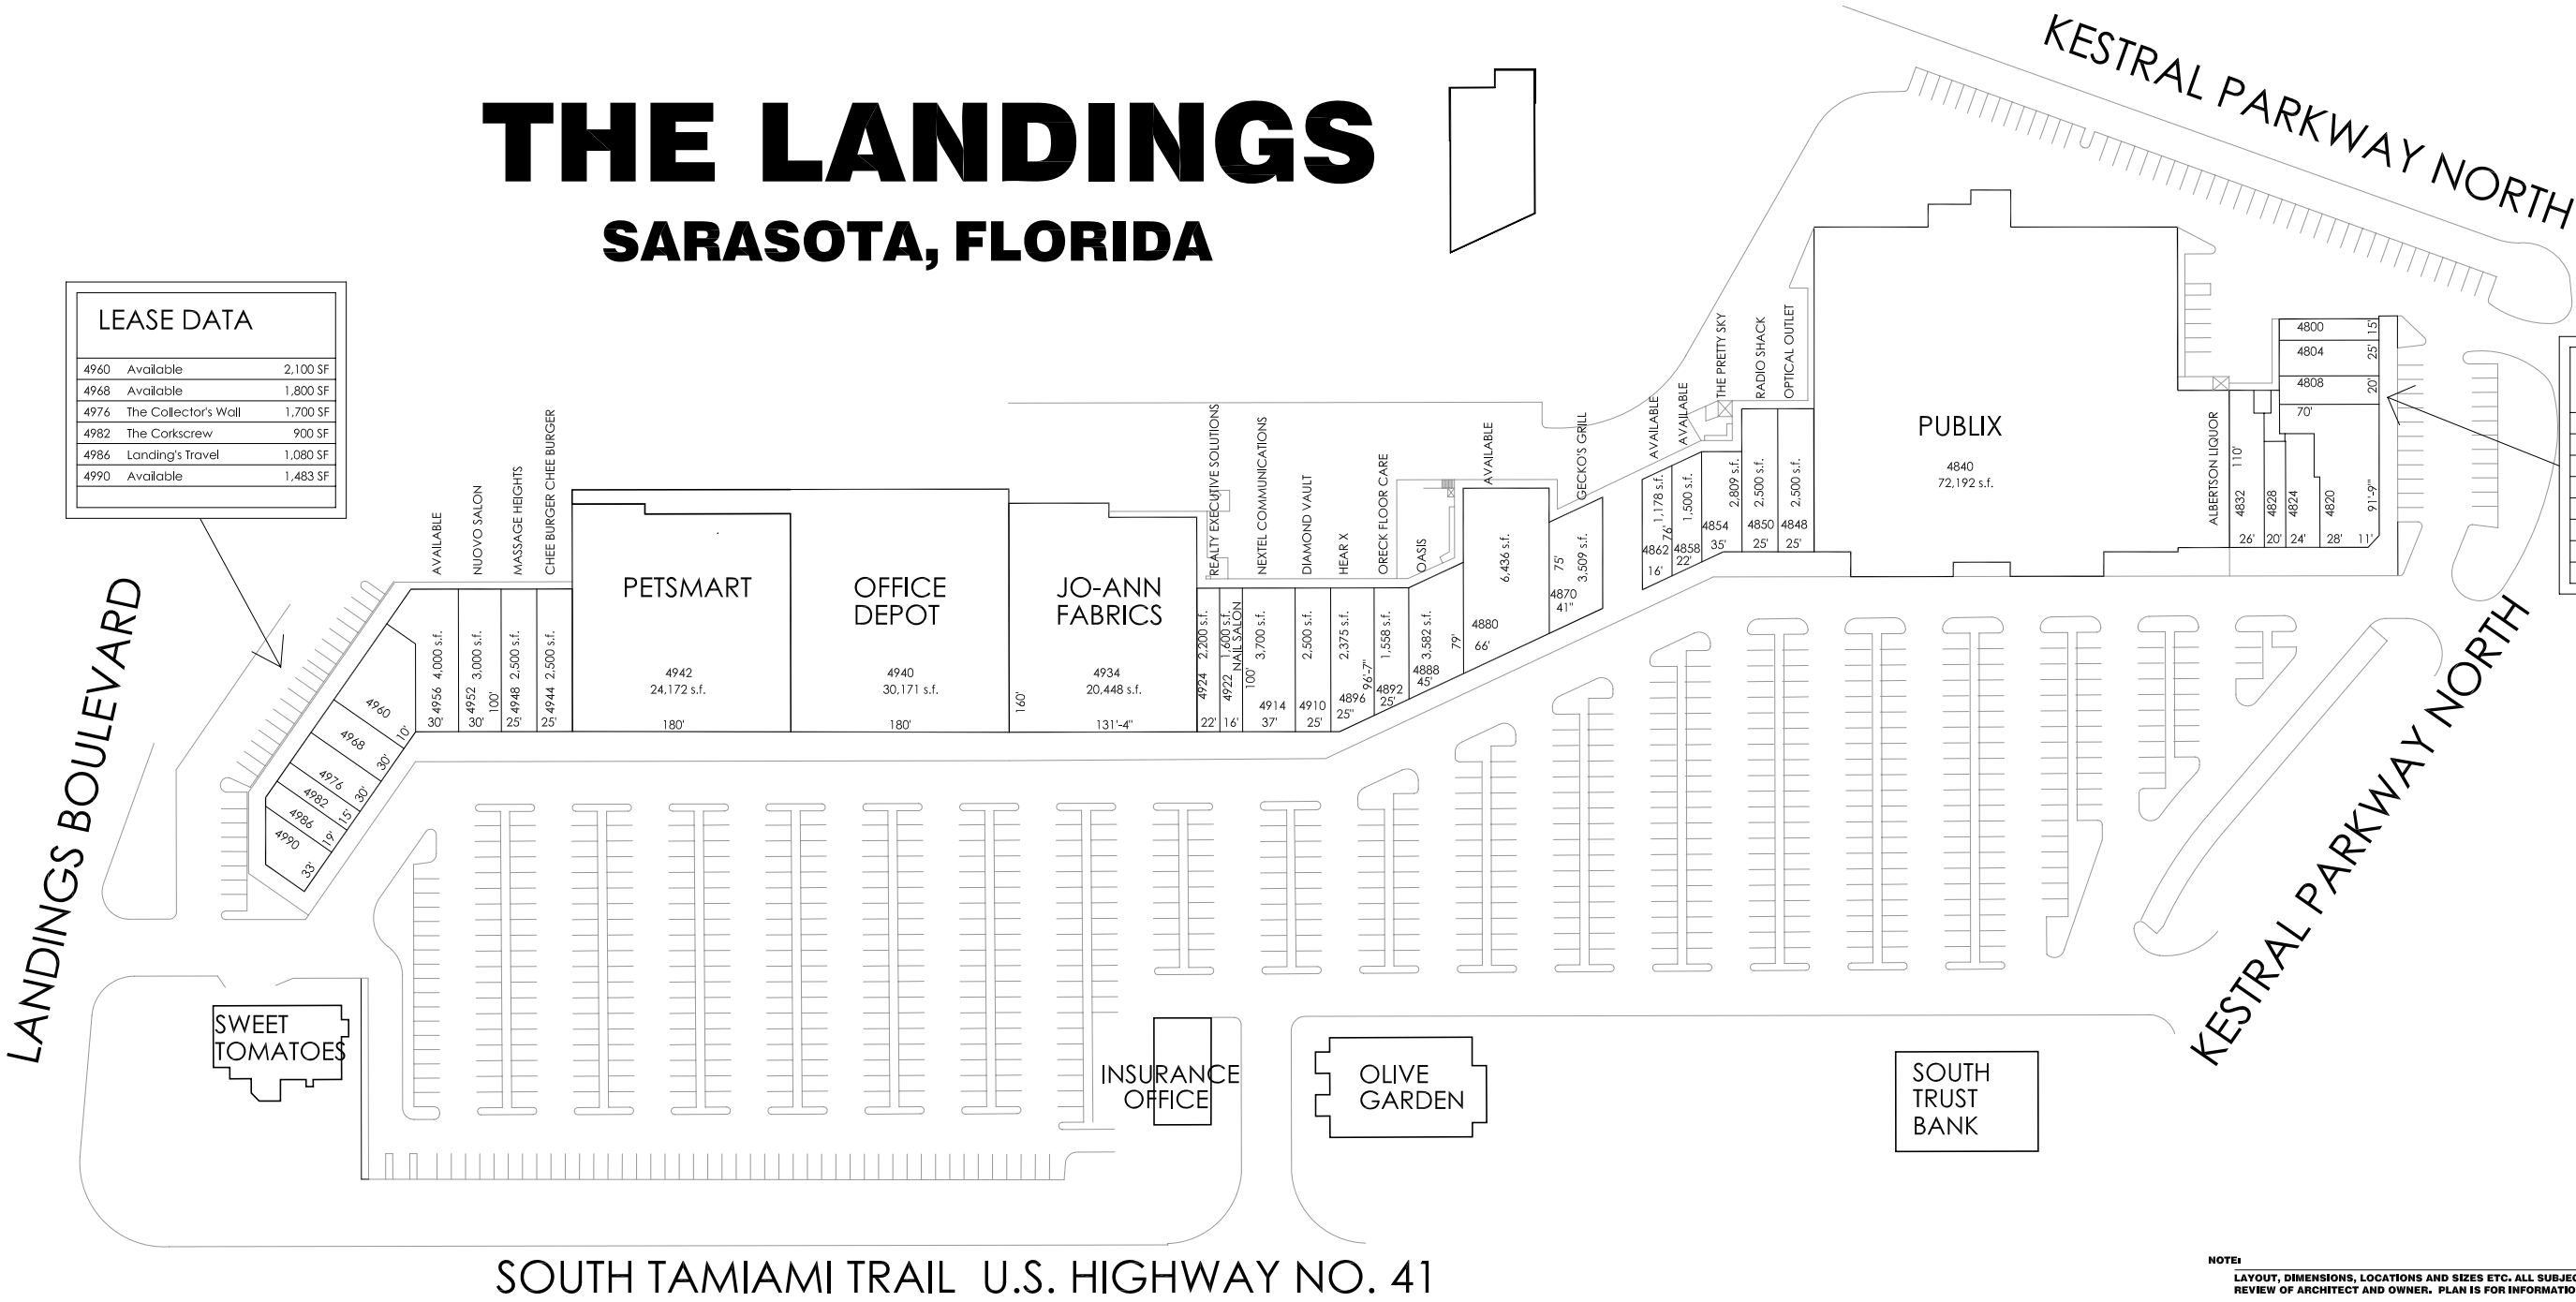 THE LANDINGS
SARASOTA, FLORIDA
KESTRAL PARKWAY NORTH
LEASE DATA
4960 Available 2,100 SF
4968 Available 1,800 SF
4976 The Collector's Wall 1,700 SF
4982 The Corkscrew 900 SF
4986 Landing's Travel 1,080 SF
4990 Available 1,483 SF
LANDINGS BOULEVARD
4960
10'
4968
30'
4976
30'
4982
15'
4986
19'
4990
33'
AVAILABLE
4956 4,000 s.f.
30'
NUOVO SALON
4952 3,000 s.f.
30'
100'
MASSAGE HEIGHTS
4948 2,500 s.f.
25'
CHEE BURGER CHEE BURGER
4944 2,500 s.f.
25'
PETSMART
4942
24,172 s.f.
180'
OFFICE
DEPOT
4940
30,171 s.f.
180'
JO-ANN
FABRICS
4934
20,448 s.f.
160'
131'-4"
REALTY EXECUTIVE SOLUTIONS
4924 2,200 s.f.
22'
4922 1,600 s.f.
NAIL SALON
16'
100'
NEXTEL COMMUNICATIONS
3,700 s.f.
4914
37'
DIAMOND VAULT
2,500 s.f.
4910
25'
HEAR X
2,375 s.f.
4896
25"
96'-7"
ORECK FLOOR CARE
1,558 s.f.
4892
25'
OASIS
3,582 s.f.
4888
45'
79'
AVAILABLE
6,436 s.f.
4880
66'
GECKO'S GRILL
75'
3,509 s.f.
4870
41"
AVAILABLE
1,178 s.f.
4862
16'
76'
AVAILABLE
1,500 s.f.
4858
22'
THE PRETTY SKY
2,809 s.f.
4854
35'
RADIO SHACK
2,500 s.f.
4850
25'
OPTICAL OUTLET
2,500 s.f.
4848
25'
PUBLIX
4840
72,192 s.f.
ALBERTSON LIQUOR
4832
110'
26'
4828
20'
4824
24'
4820
28'
91'-9"
11'
4800
15'
4804
25'
4808
20'
70'
KESTRAL PARKWAY NORTH
SWEET
TOMATOES
INSURANCE
OFFICE
OLIVE
GARDEN
SOUTH
TRUST
BANK
SOUTH TAMIAMI TRAIL U.S. HIGHWAY NO. 41
NOTE:
LAYOUT, DIMENSIONS, LOCATIONS AND SIZES ETC. ALL
REVIEW OF ARCHITECT AND OWNER. PLAN IS FOR